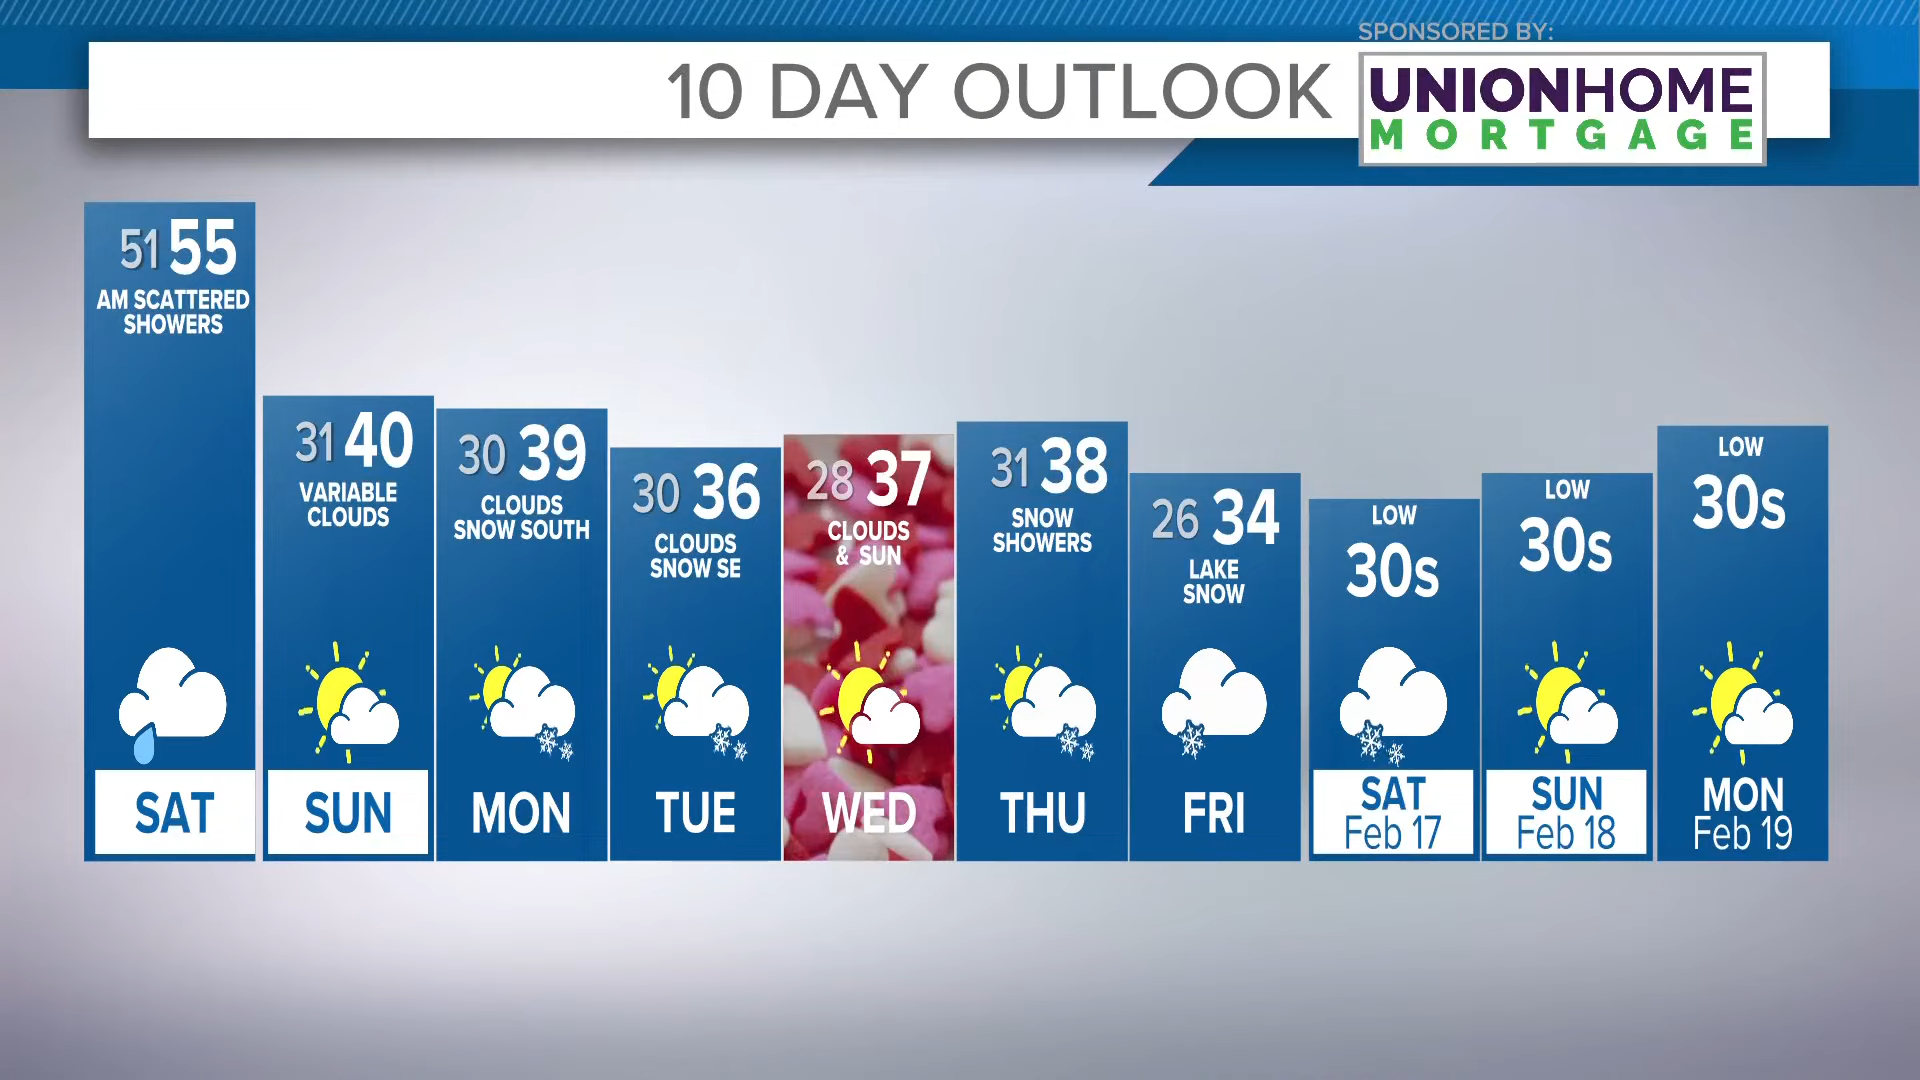 SPONSORED BY:
10 DAY OUTLOOK
UNIONHOME
MORTGAGE
51 55
AM SCATTERED
SHOWERS
SAT
31 40
VARIABLE
CLOUDS
SUN
30 39
CLOUDS
SNOW SOUTH
MON
30 36
CLOUDS
SNOW SE
TUE
28 37
CLOUDS
& SUN
WED
31 38
SNOW
SHOWERS
THU
26 34
LAKE
SNOW
FRI
LOW
30s
SAT
Feb 17
LOW
30s
SUN
Feb 18
LOW
30s
MON
Feb 19